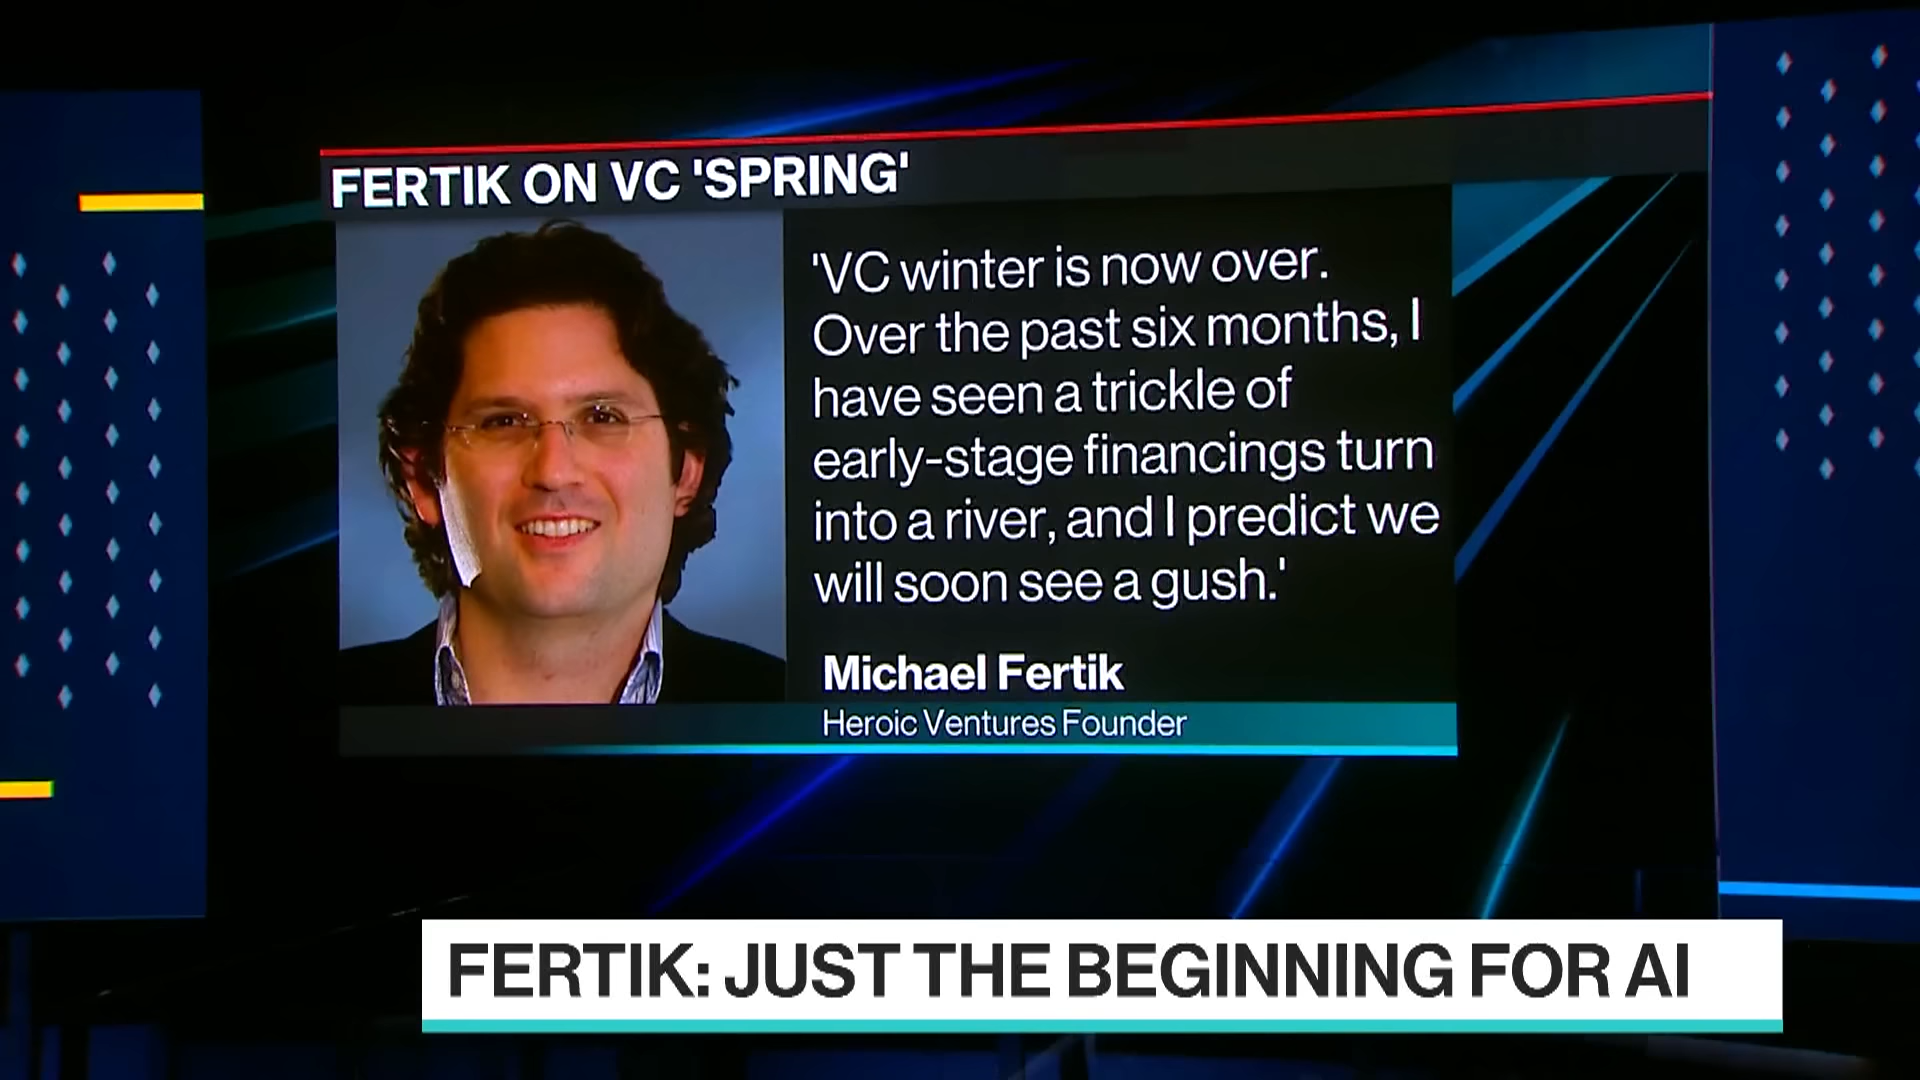 FERTIK ON VC 'SPRING'
'VC winter is now over.
Over the past six months, I
have seen a trickle of
early-stage financings turn
into a river, and I predict we
will soon see a gush.'
Michael Fertik
Heroic Ventures Founder
FERTIK: JUST THE BEGINNING FOR AI